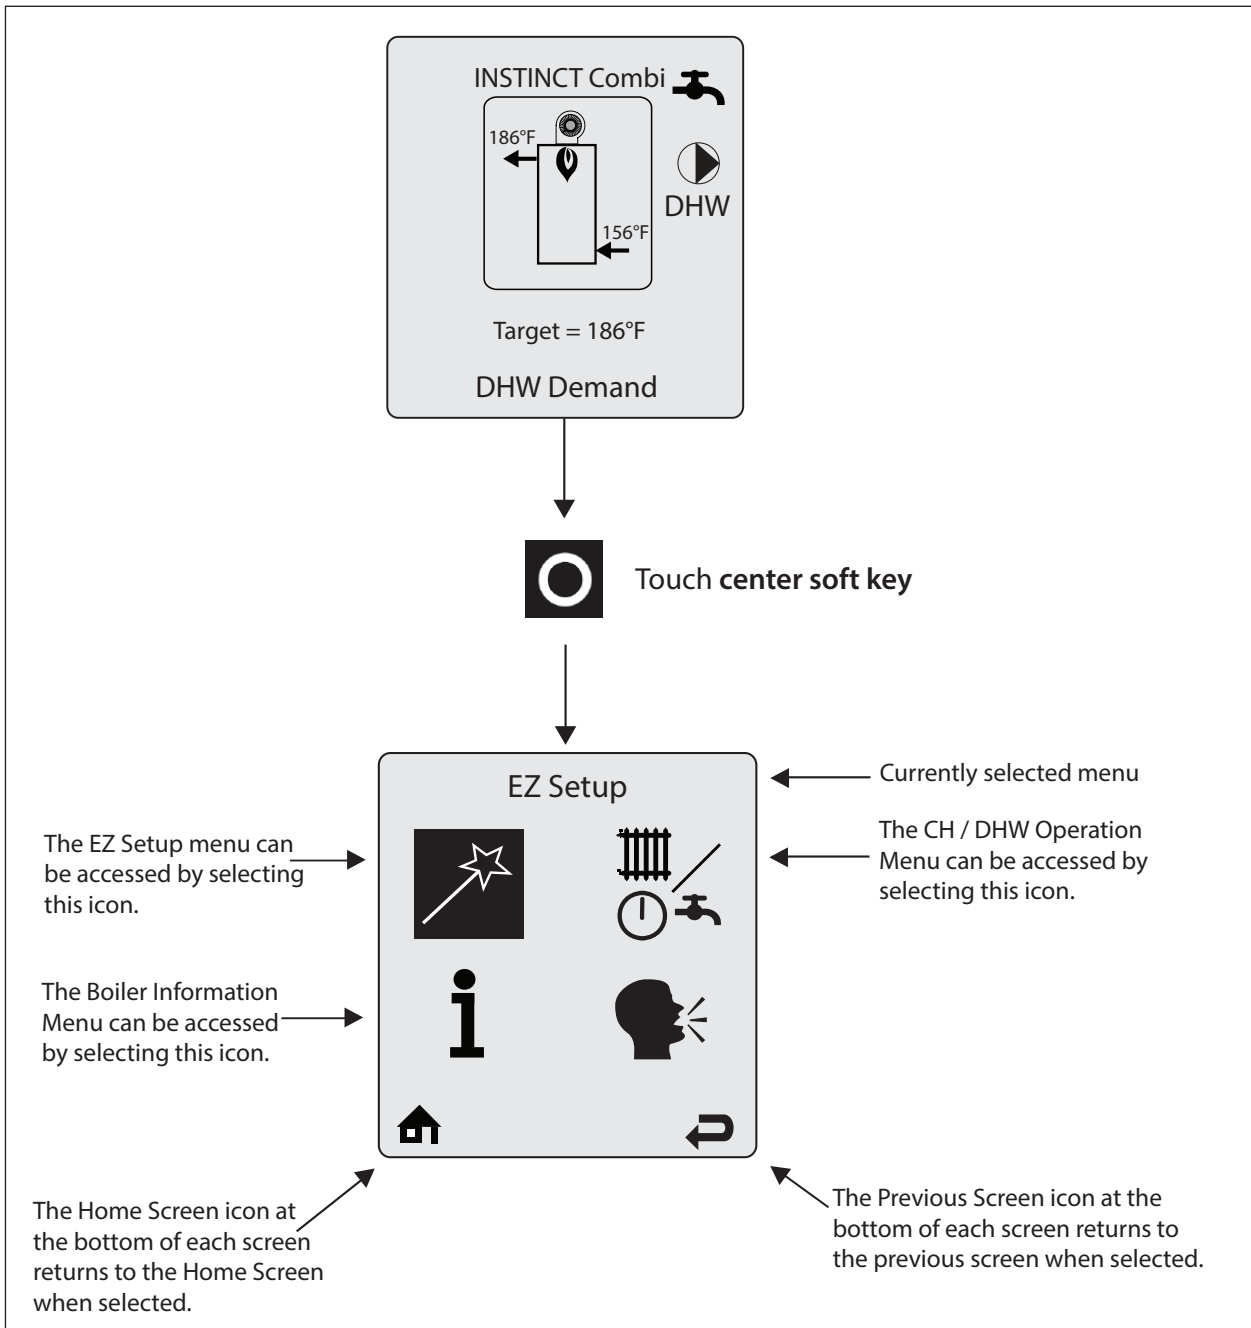 INSTINCT Combi
186°F
DHW
156°F
Target = 186°F
DHW Demand
Touch center soft key
EZ Setup
Currently selected menu
The EZ Setup menu can
be accessed by selecting
this icon.
The CH / DHW Operation
Menu can be accessed by
selecting this icon.
The Boiler Information
Menu can be accessed
by selecting this icon.
The Home Screen icon at
the bottom of each screen
returns to the Home Screen
when selected.
The Previous Screen icon at the
bottom of each screen returns to
the previous screen when selected.